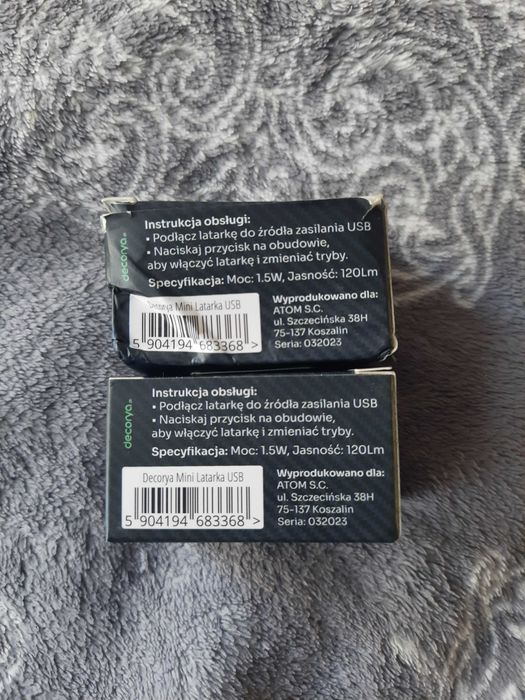 decorya
Instrukcja obsługi:
• Podłącz latarkę do źródła zasilania USB
• Naciskaj przycisk na obudowie,
aby włączyć latarkę i zmieniać tryby.
Specyfikacja: Moc: 1.5W, Jasność: 120Lm
Decorya Mini Latarka USB
5 904194 683368 >
Wyprodukowano dla:
ATOM S.C.
ul. Szczecińska 38H
75-137 Koszalin
Seria: 032023
decorya
Instrukcja obsługi:
• Podłącz latarkę do źródła zasilania USB
• Naciskaj przycisk na obudowie,
aby włączyć latarkę i zmieniać tryby.
Specyfikacja: Moc: 1.5W, Jasność: 120Lm
Decorya Mini Latarka USB
5 904194 683368 >
Wyprodukowano dla:
ATOM S.C.
ul. Szczecińska 38H
75-137 Koszalin
Seria: 032023